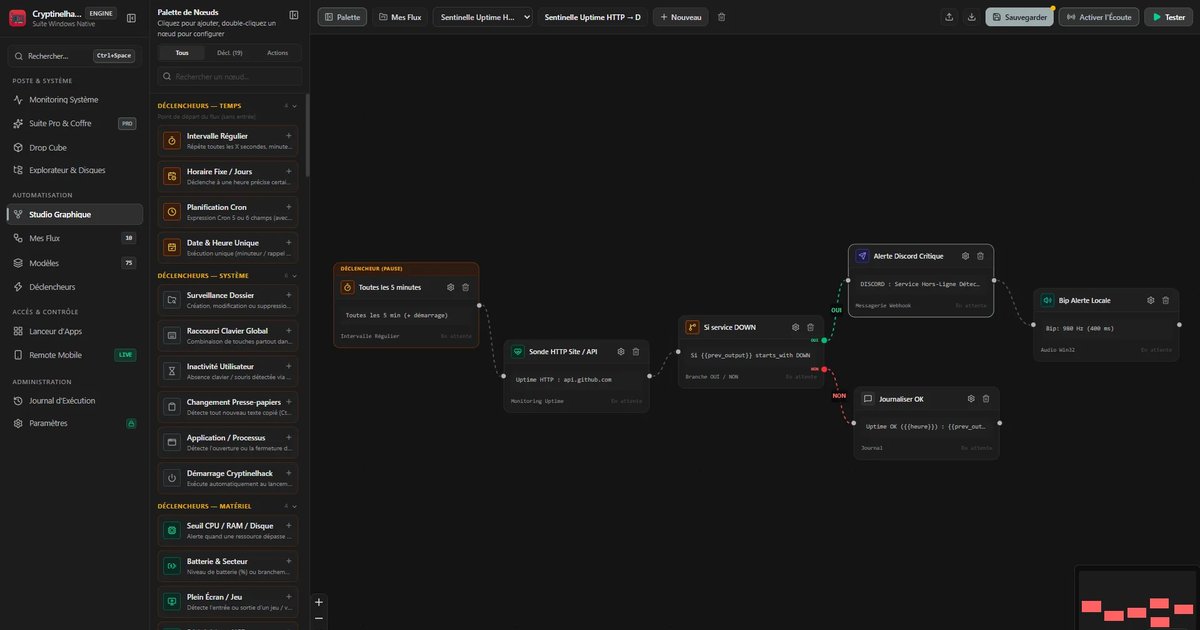 Cryptinelha...
ENGINE
Suite Windows Native
Rechercher...
Ctrl+Space
POSTE & SYSTÈME
Monitoring Système
Suite Pro & Coffre
PRO
Drop Cube
Explorateur & Disques
AUTOMATISATION
Studio Graphique
Mes Flux
10
Modèles
75
Déclencheurs
ACCÈS & CONTRÔLE
Lanceur d'Apps
Remote Mobile
LIVE
ADMINISTRATION
Journal d'Exécution
Paramètres
Palette de Nœuds
Cliquez pour ajouter, double-cliquez un
nœud pour configurer
Tous
Décl. (19)
Actions
Rechercher un nœud...
DÉCLENCHEURS — TEMPS
4
Point de départ du flux (sans entrée)
Intervalle Régulier
Répète toutes les X secondes, minute...
Horaire Fixe / Jours
Déclenche à une heure précise certai...
Planification Cron
Expression Cron 5 ou 6 champs (avec...
Date & Heure Unique
Exécution unique (minuteur / rappel ...
DÉCLENCHEURS — SYSTÈME
6
Surveillance Dossier
Création, modification ou suppressio...
Raccourci Clavier Global
Combinaison de touches partout dan...
Inactivité Utilisateur
Absence clavier / souris détectée via ...
Changement Presse-papiers
Détecte tout nouveau texte copié (Ct...
Application / Processus
Détecte l'ouverture ou la fermeture d...
Démarrage Cryptinelhack
Exécute automatiquement au lancem...
DÉCLENCHEURS — MATÉRIEL
4
Seuil CPU / RAM / Disque
Alerte quand une ressource dépasse ...
Batterie & Secteur
Niveau de batterie (%) ou branchem...
Plein Écran / Jeu
Détecte l'entrée ou sortie d'un jeu / v...
Palette
Mes Flux
Sentinelle Uptime H...
Sentinelle Uptime HTTP → D
Nouveau
Sauvegarder
Activer l'Écoute
Tester
DÉCLENCHEUR (PAUSE)
Toutes les 5 minutes
Toutes les 5 min (+ démarrage)
Intervalle Régulier
En attente
Sonde HTTP Site / API
Uptime HTTP : api.github.com
Monitoring Uptime
En attente
Si service DOWN
OUI
Si {{prev_output}} starts_with DOWN
NON
Branche OUI / NON
En attente
OUI
NON
Alerte Discord Critique
DISCORD : Service Hors-Ligne Détec...
Messagerie Webhook
En attente
Bip Alerte Locale
Bip: 980 Hz (400 ms)
Audio Win32
En attente
Journaliser OK
Uptime OK ({{heure}}) : {{prev_out...
Journal
En attente